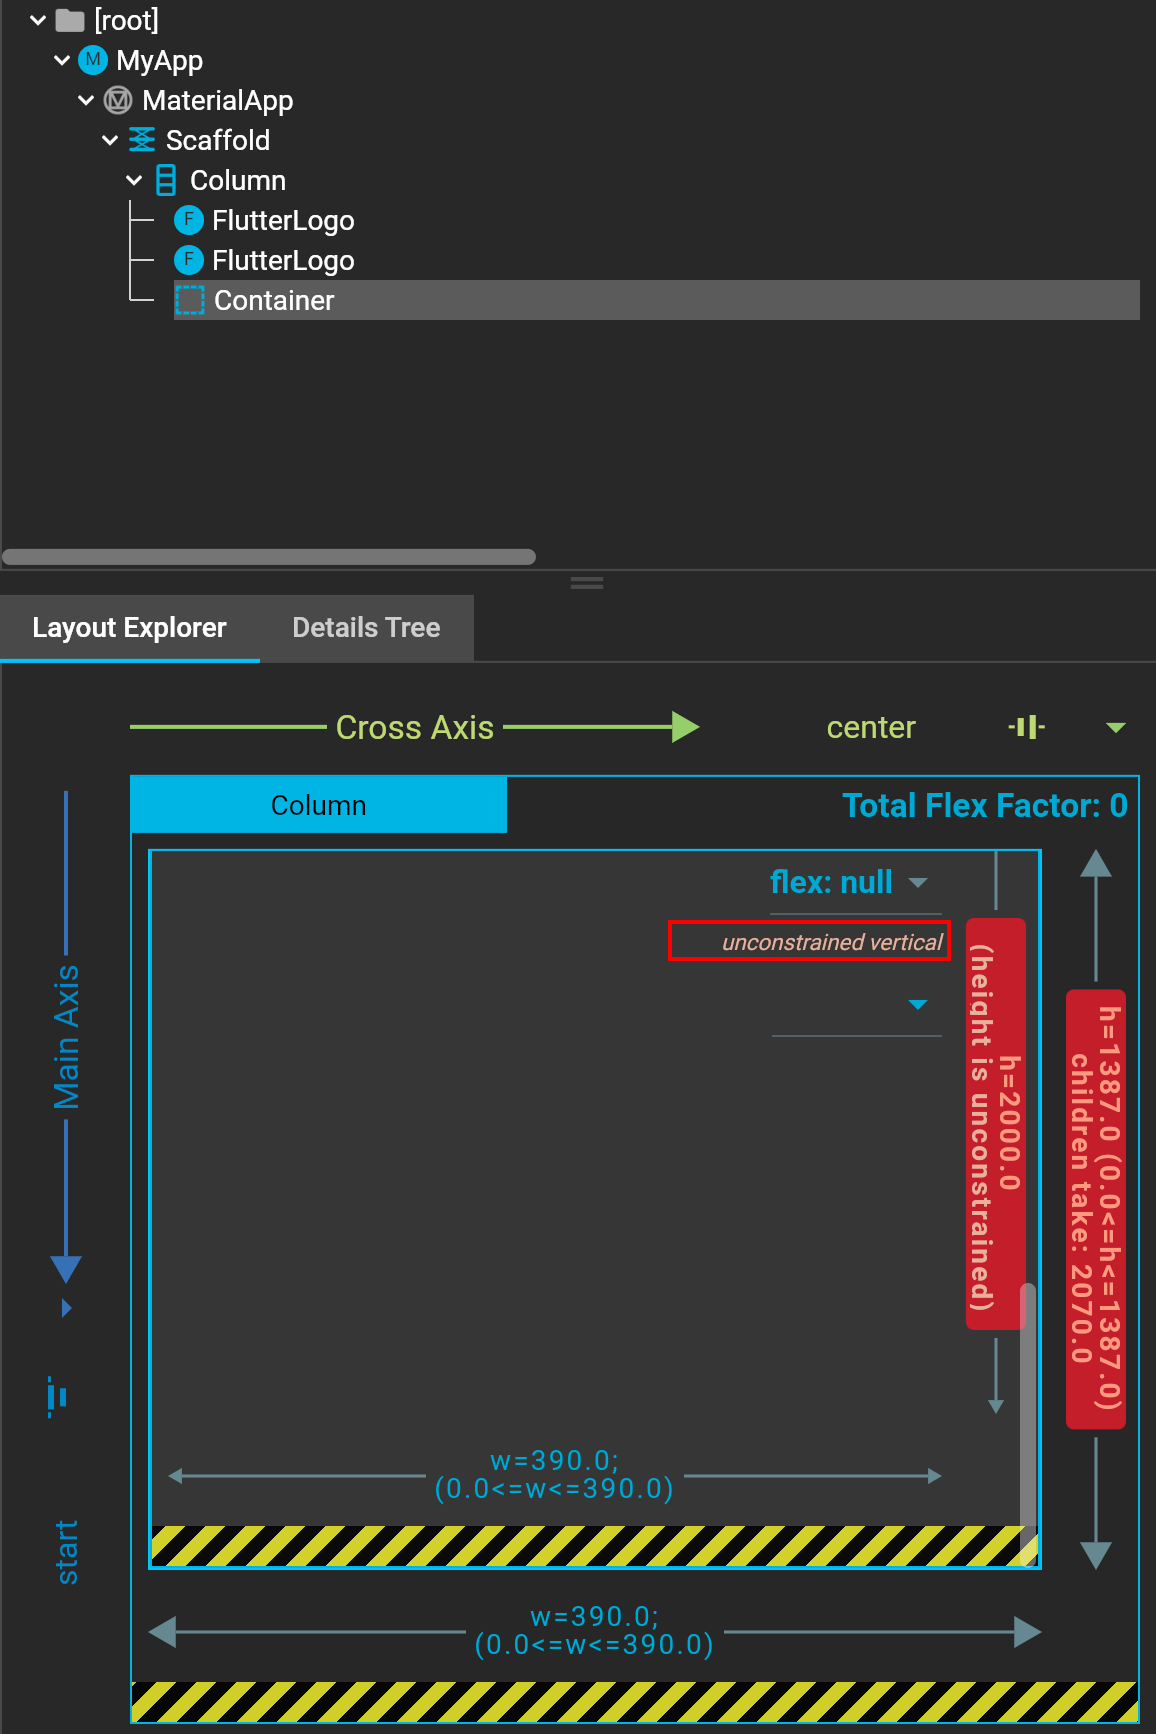 [root]
M MyApp
MaterialApp
Scaffold
Column
F FlutterLogo
F FlutterLogo
Container
Layout Explorer Details Tree
Cross Axis center
Column Total Flex Factor: 0
flex: null
unconstrained vertical
h=2000.0
(height is unconstrained)
h=1387.0 (0.0<=h<=1387.0)
children take: 2070.0
Main Axis
start
w=390.0;
(0.0<=w<=390.0)
w=390.0;
(0.0<=w<=390.0)